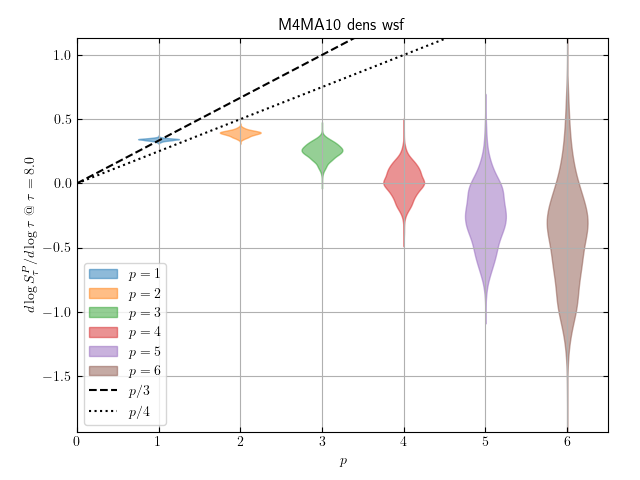 M4MA10 dens wsf
d log S_τ^P / d log τ @ τ = 8.0
1.0
0.5
0.0
−0.5
−1.0
−1.5
p = 1
p = 2
p = 3
p = 4
p = 5
p = 6
p/3
p/4
0 1 2 3 4 5 6
p